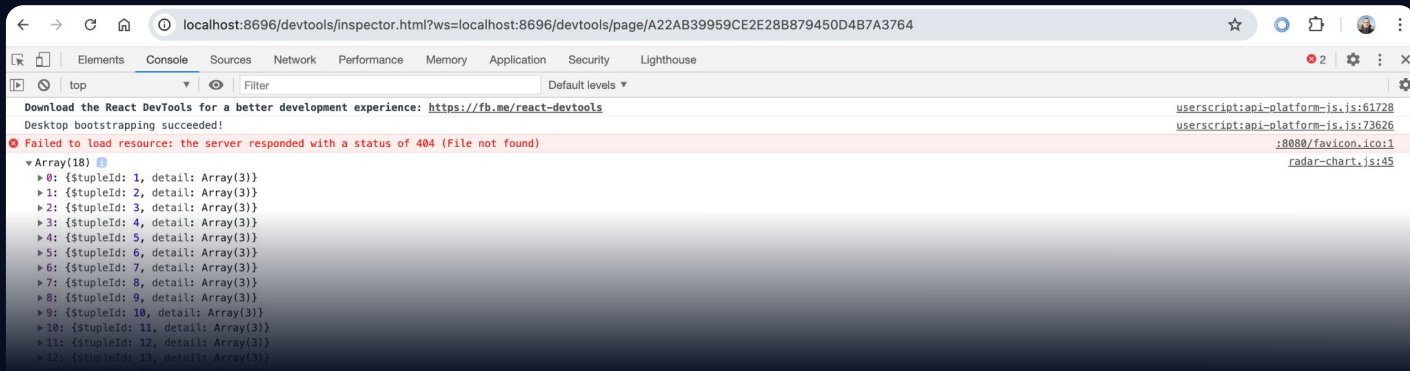 localhost:8696/devtools/inspector.html?ws=localhost:8696/devtools/page/A22AB39959CE2E28B879450D4B7A3764
Elements Console Sources Network Performance Memory Application Security Lighthouse 2
top Filter Default levels
Download the React DevTools for a better development experience: https://fb.me/react-devtools userscript:api-platform-js.js:61728
Desktop bootstrapping succeeded! userscript:api-platform-js.js:73626
Failed to load resource: the server responded with a status of 404 (File not found) :8080/favicon.ico:1
Array(18) i radar-chart.js:45
0: {$tupleId: 1, detail: Array(3)}
1: {$tupleId: 2, detail: Array(3)}
2: {$tupleId: 3, detail: Array(3)}
3: {$tupleId: 4, detail: Array(3)}
4: {$tupleId: 5, detail: Array(3)}
5: {$tupleId: 6, detail: Array(3)}
6: {$tupleId: 7, detail: Array(3)}
7: {$tupleId: 8, detail: Array(3)}
8: {$tupleId: 9, detail: Array(3)}
9: {$tupleId: 10, detail: Array(3)}
10: {$tupleId: 11, detail: Array(3)}
11: {$tupleId: 12, detail: Array(3)}
12: {$tupleId: 13, detail: Array(3)}